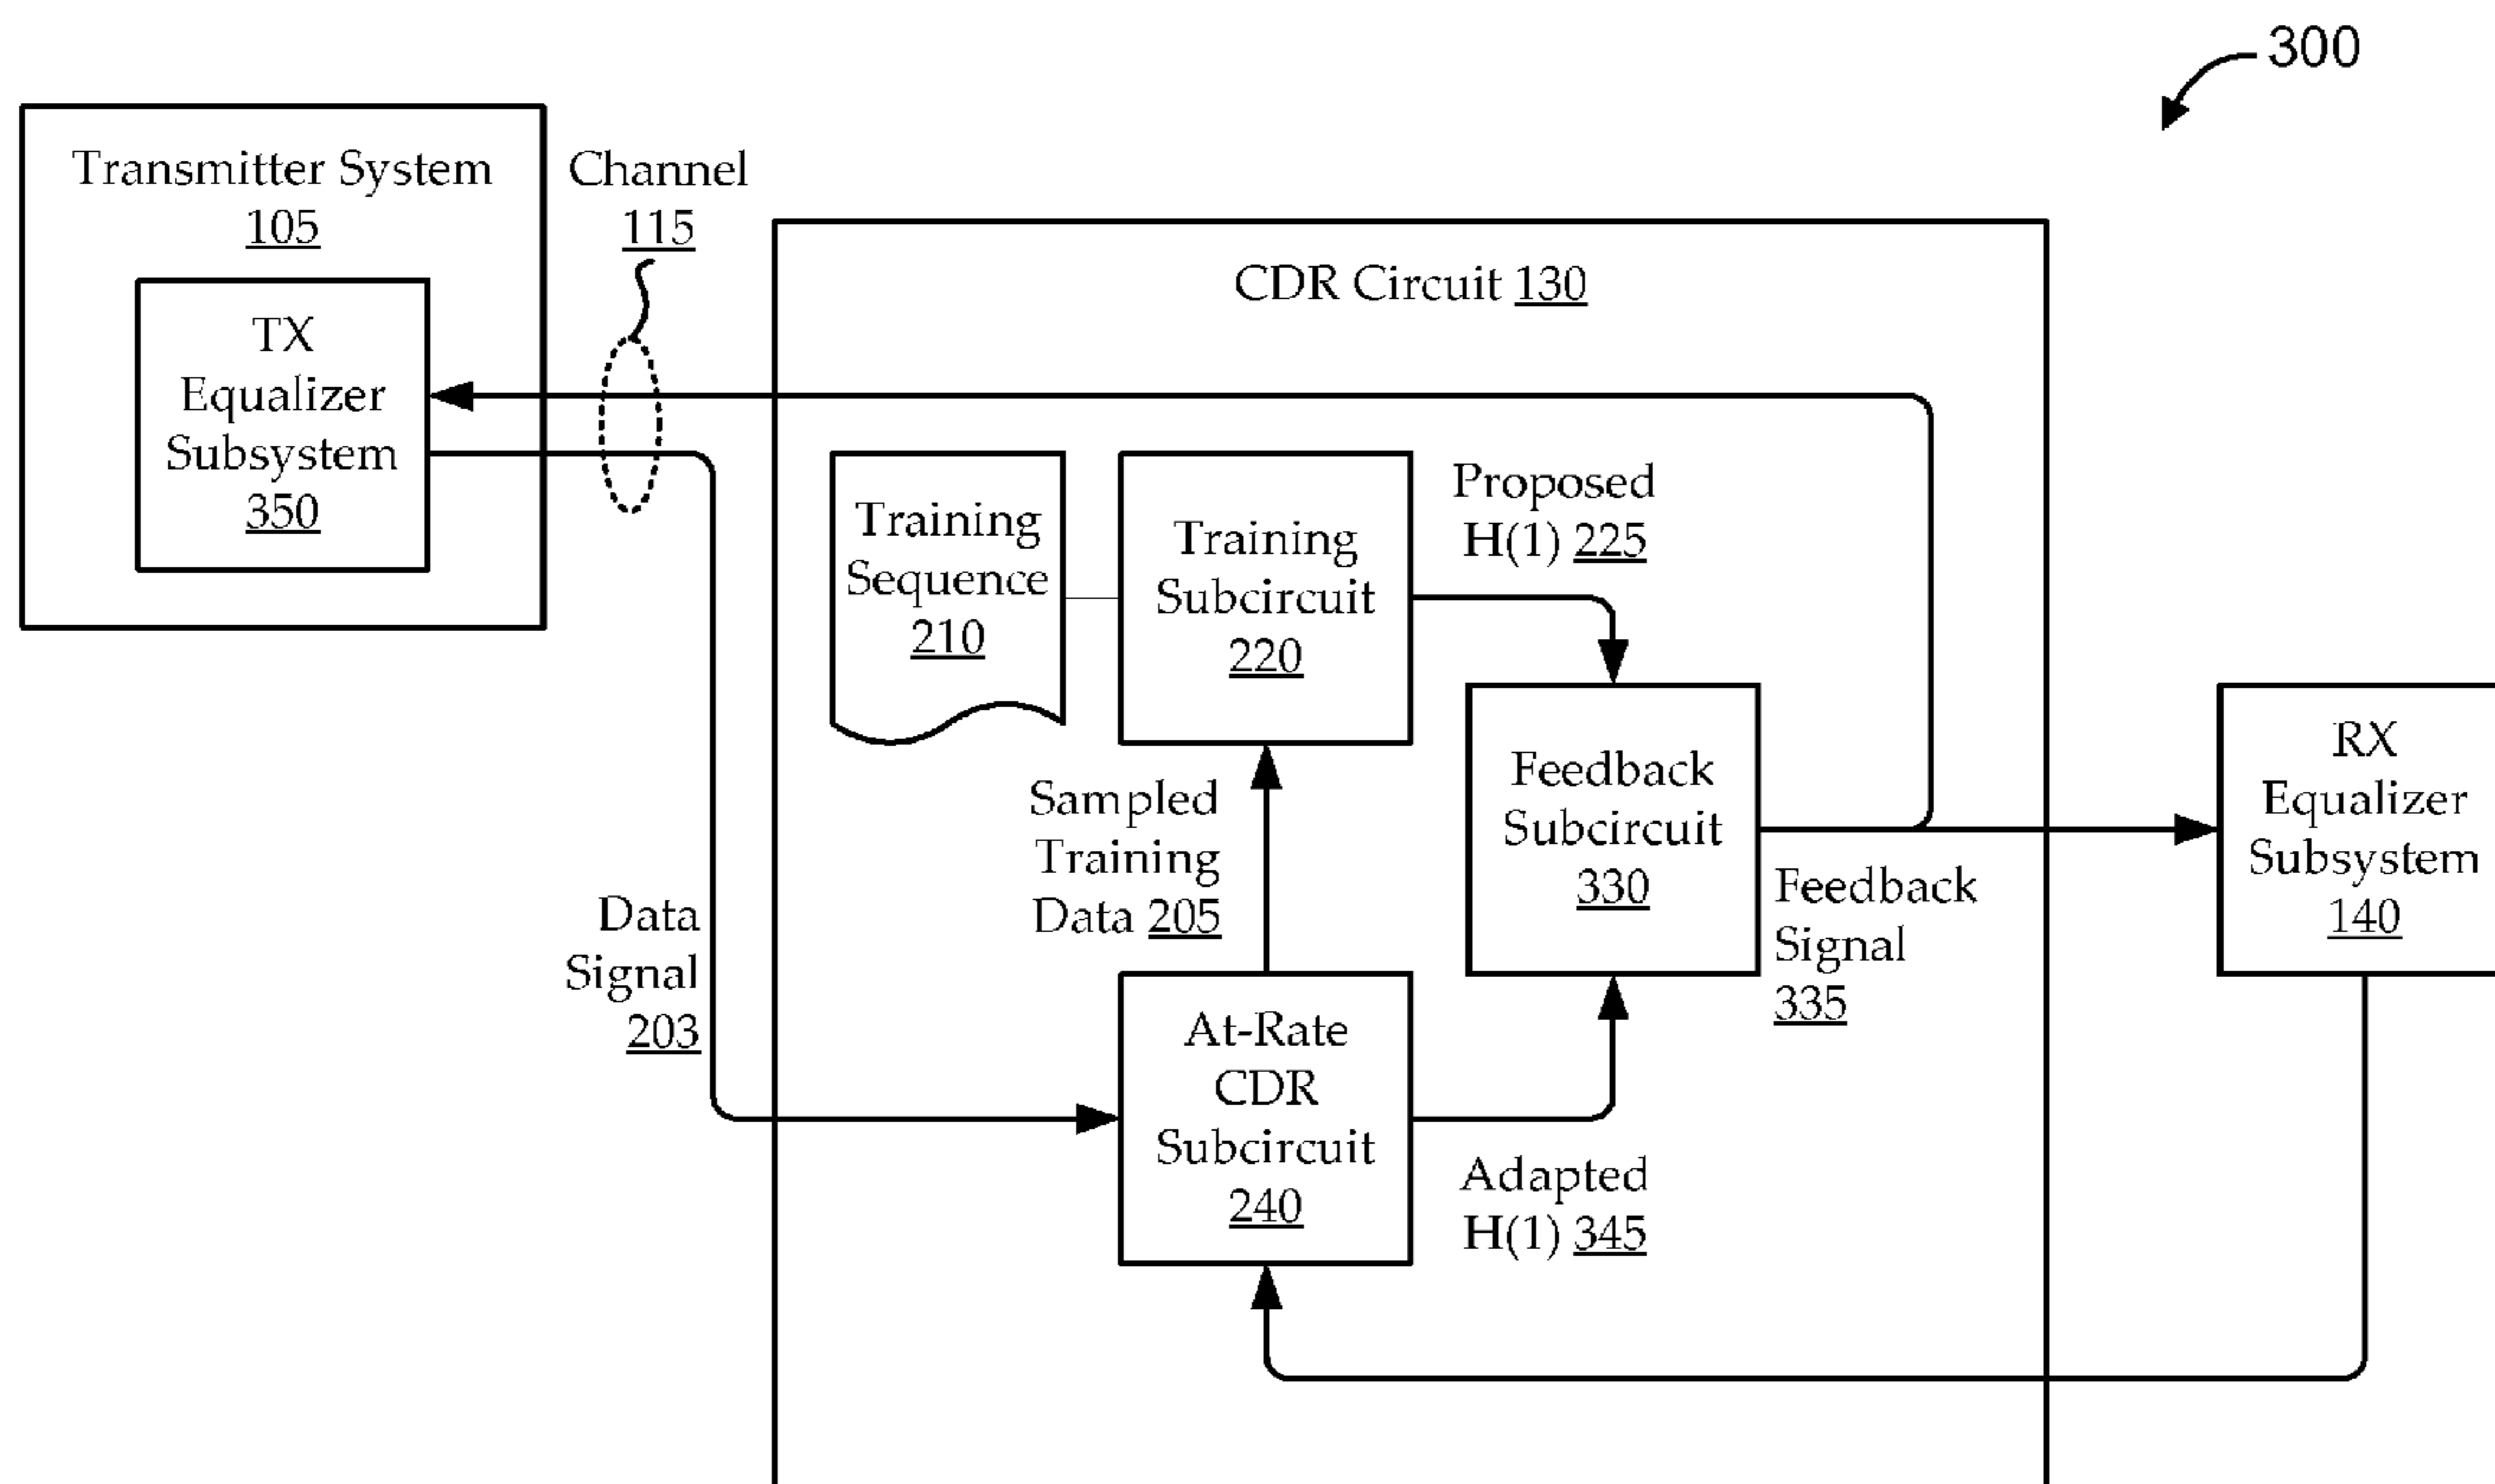 300
Transmitter System
105
TX
Equalizer
Subsystem
350
Channel
115
CDR Circuit 130
Training
Sequence
210
Training
Subcircuit
220
Proposed
H(1) 225
Feedback
Subcircuit
330
RX
Equalizer
Subsystem
140
Sampled
Training
Data 205
Feedback
Signal
335
Data
Signal
203
At-Rate
CDR
Subcircuit
240
Adapted
H(1) 345